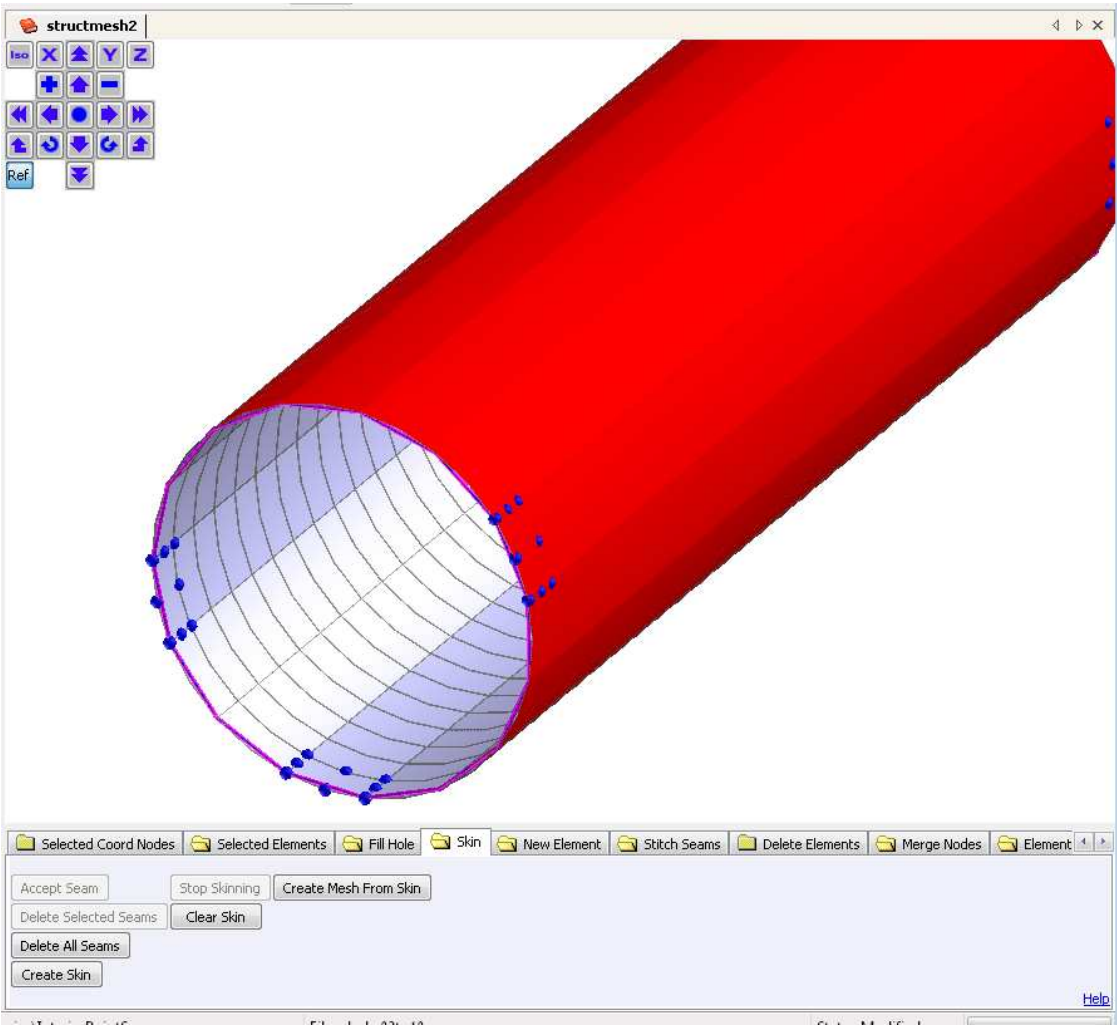 structmesh2
Iso X Y Z
Ref
Selected Coord Nodes Selected Elements Fill Hole Skin New Element Stitch Seams Delete Elements Merge Nodes Element
Accept Seam Stop Skinning Create Mesh From Skin
Delete Selected Seams Clear Skin
Delete All Seams
Create Skin
Help